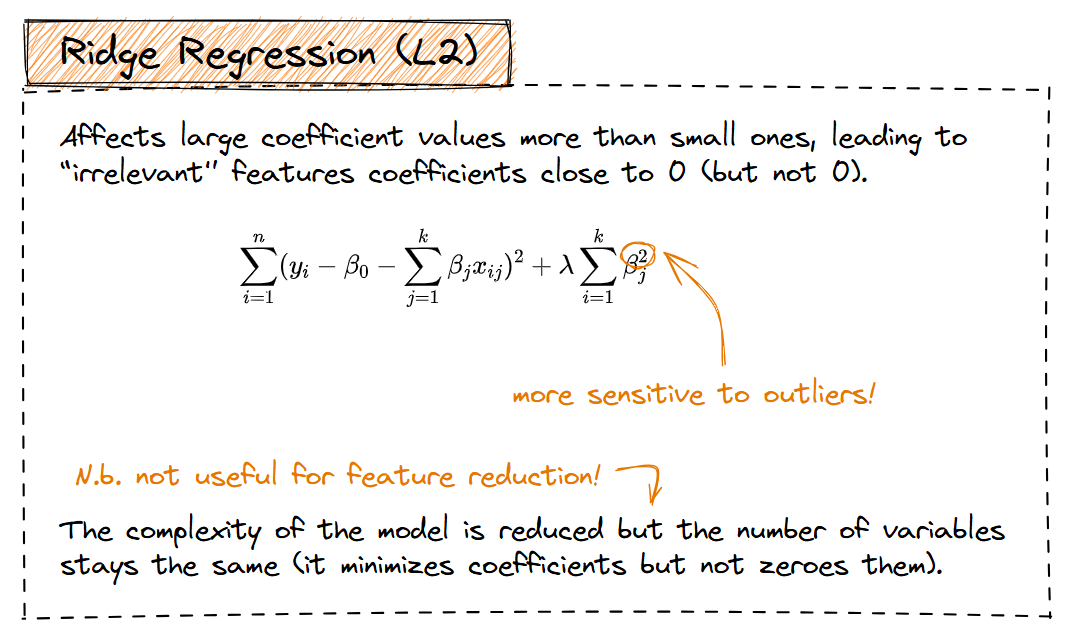 Ridge Regression (L2)
Affects large coefficient values more than small ones, leading to
"irrelevant" features coefficients close to 0 (but not 0).
\sum_{i=1}^{n}(y_i - \beta_0 - \sum_{j=1}^{k} \beta_j x_{ij})^2 + \lambda \sum_{i=1}^{k} \beta_j^2
more sensitive to outliers!
N.b. not useful for feature reduction!
The complexity of the model is reduced but the number of variables
stays the same (it minimizes coefficients but not zeroes them).